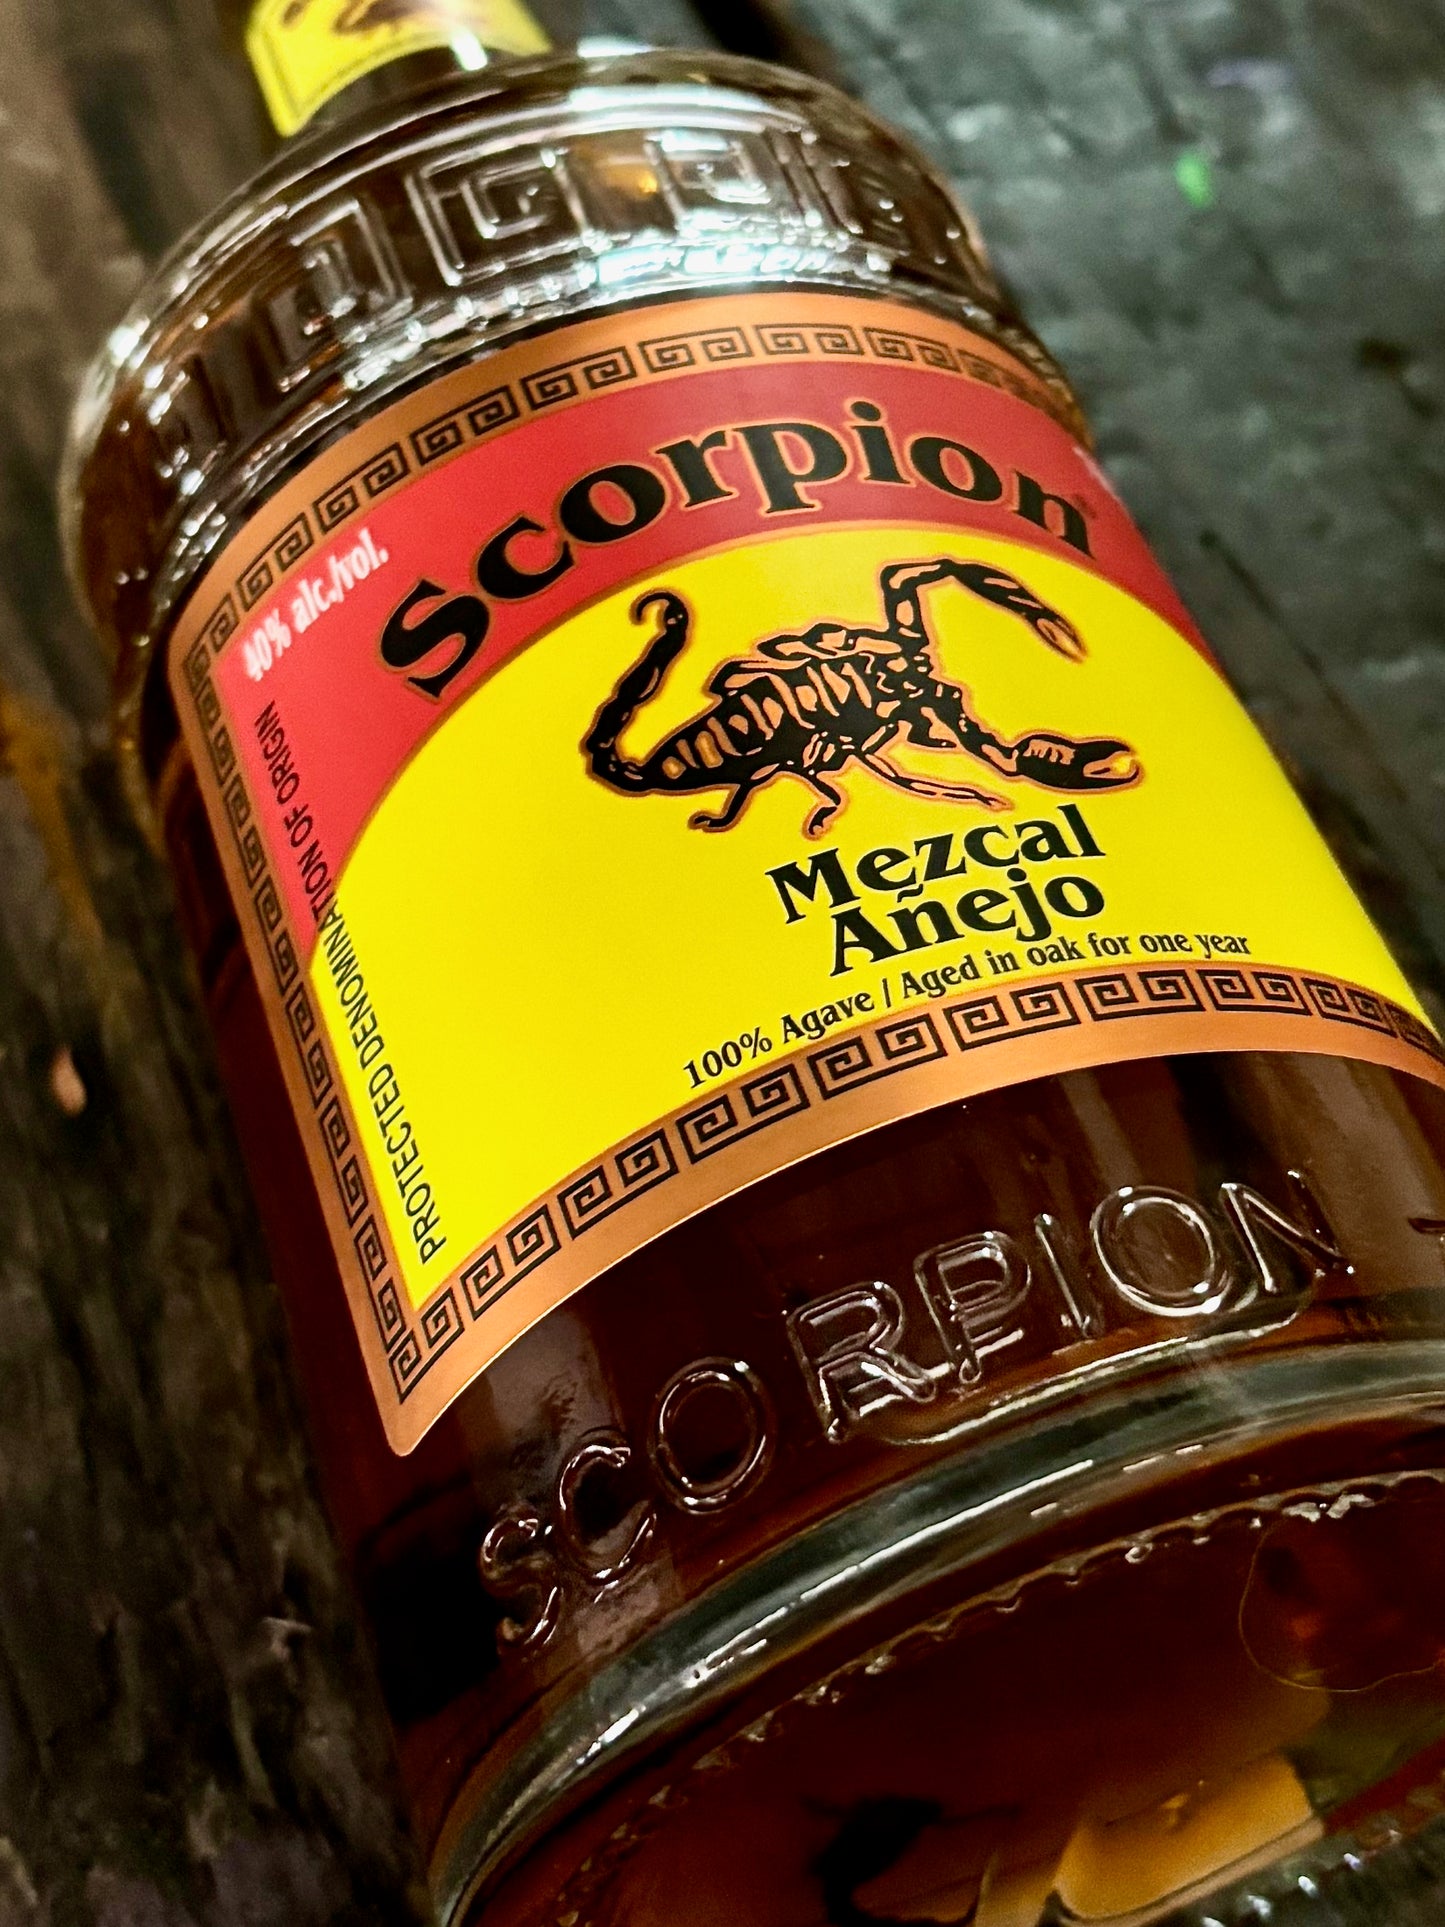 Scorpion
40% alc./vol.
PROTECTED DENOMINATION OF ORIGIN
Mezcal
Añejo
100% Agave / Aged in oak for one year
SCORPION